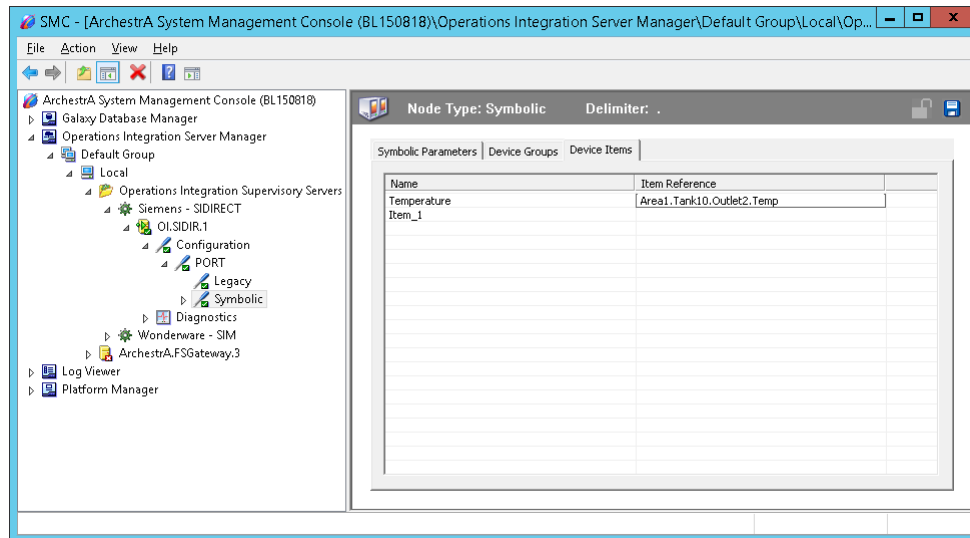 SMC - [ArchestrA System Management Console (BL150818)\Operations Integration Server Manager\Default Group\Local\Op...
File Action View Help
ArchestrA System Management Console (BL150818)
Galaxy Database Manager
Operations Integration Server Manager
Default Group
Local
Operations Integration Supervisory Servers
Siemens - SIDIRECT
OI.SIDIR.1
Configuration
PORT
Legacy
Symbolic
Diagnostics
Wonderware - SIM
ArchestrA.FSGateway.3
Log Viewer
Platform Manager
Node Type: Symbolic Delimiter: .
Symbolic Parameters Device Groups Device Items
Name Item Reference
Temperature Area1.Tank10.Outlet2.Temp
Item_1